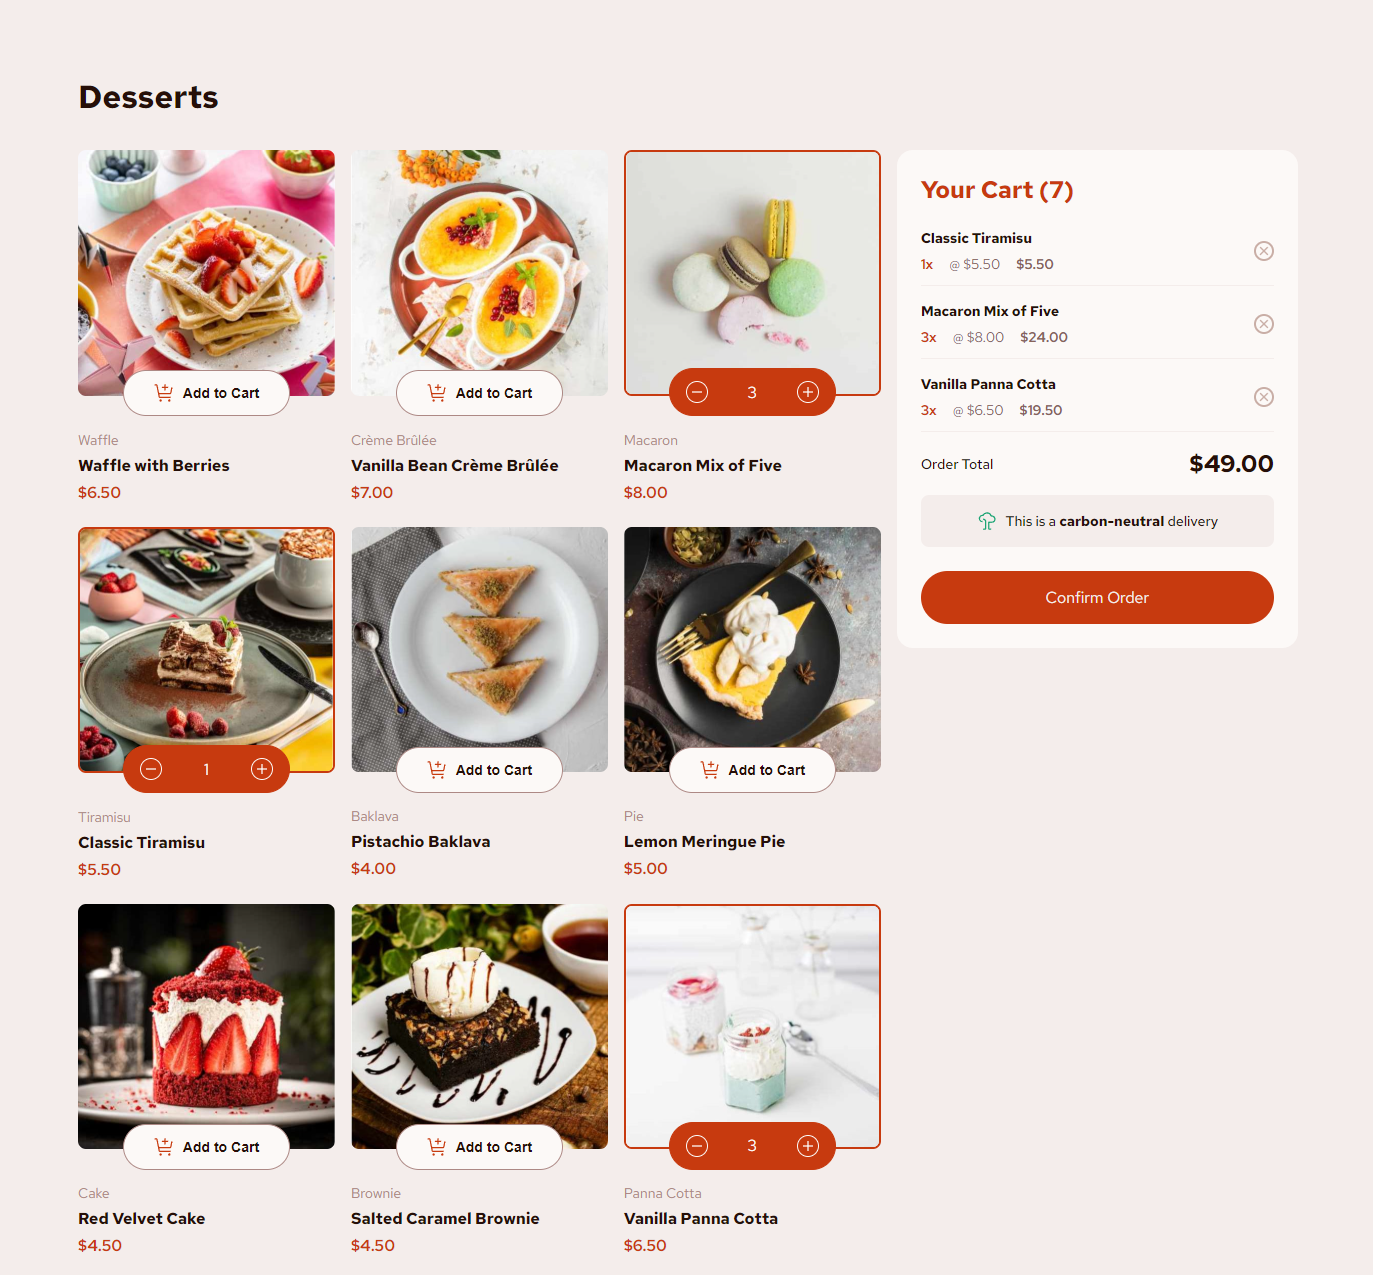 Desserts
Add to Cart
Waffle
Waffle with Berries
$6.50
Add to Cart
Crème Brûlée
Vanilla Bean Crème Brûlée
$7.00
3
Macaron
Macaron Mix of Five
$8.00
1
Tiramisu
Classic Tiramisu
$5.50
Add to Cart
Baklava
Pistachio Baklava
$4.00
Add to Cart
Pie
Lemon Meringue Pie
$5.00
Add to Cart
Cake
Red Velvet Cake
$4.50
Add to Cart
Brownie
Salted Caramel Brownie
$4.50
3
Panna Cotta
Vanilla Panna Cotta
$6.50
Your Cart (7)
Classic Tiramisu
1x @ $5.50 $5.50
Macaron Mix of Five
3x @ $8.00 $24.00
Vanilla Panna Cotta
3x @ $6.50 $19.50
Order Total $49.00
This is a carbon-neutral delivery
Confirm Order